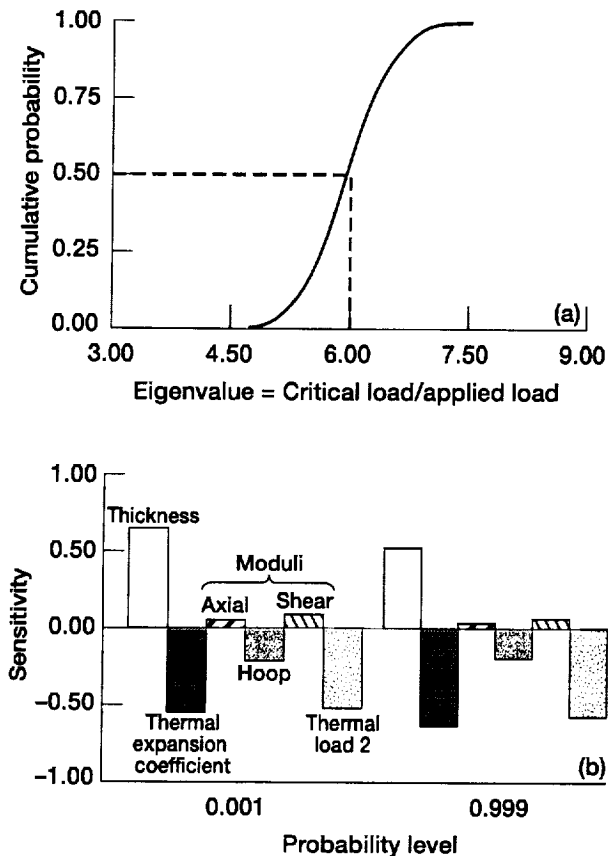 1.00
0.75
0.50
0.25
0.00
Cumulative probability
(a)
3.00 4.50 6.00 7.50 9.00
Eigenvalue = Critical load/applied load
1.00
0.50
0.00
−0.50
−1.00
Sensitivity
Thickness
Moduli
Axial Shear
Hoop
Thermal
expansion
coefficient
Thermal
load 2
(b)
0.001 0.999
Probability level